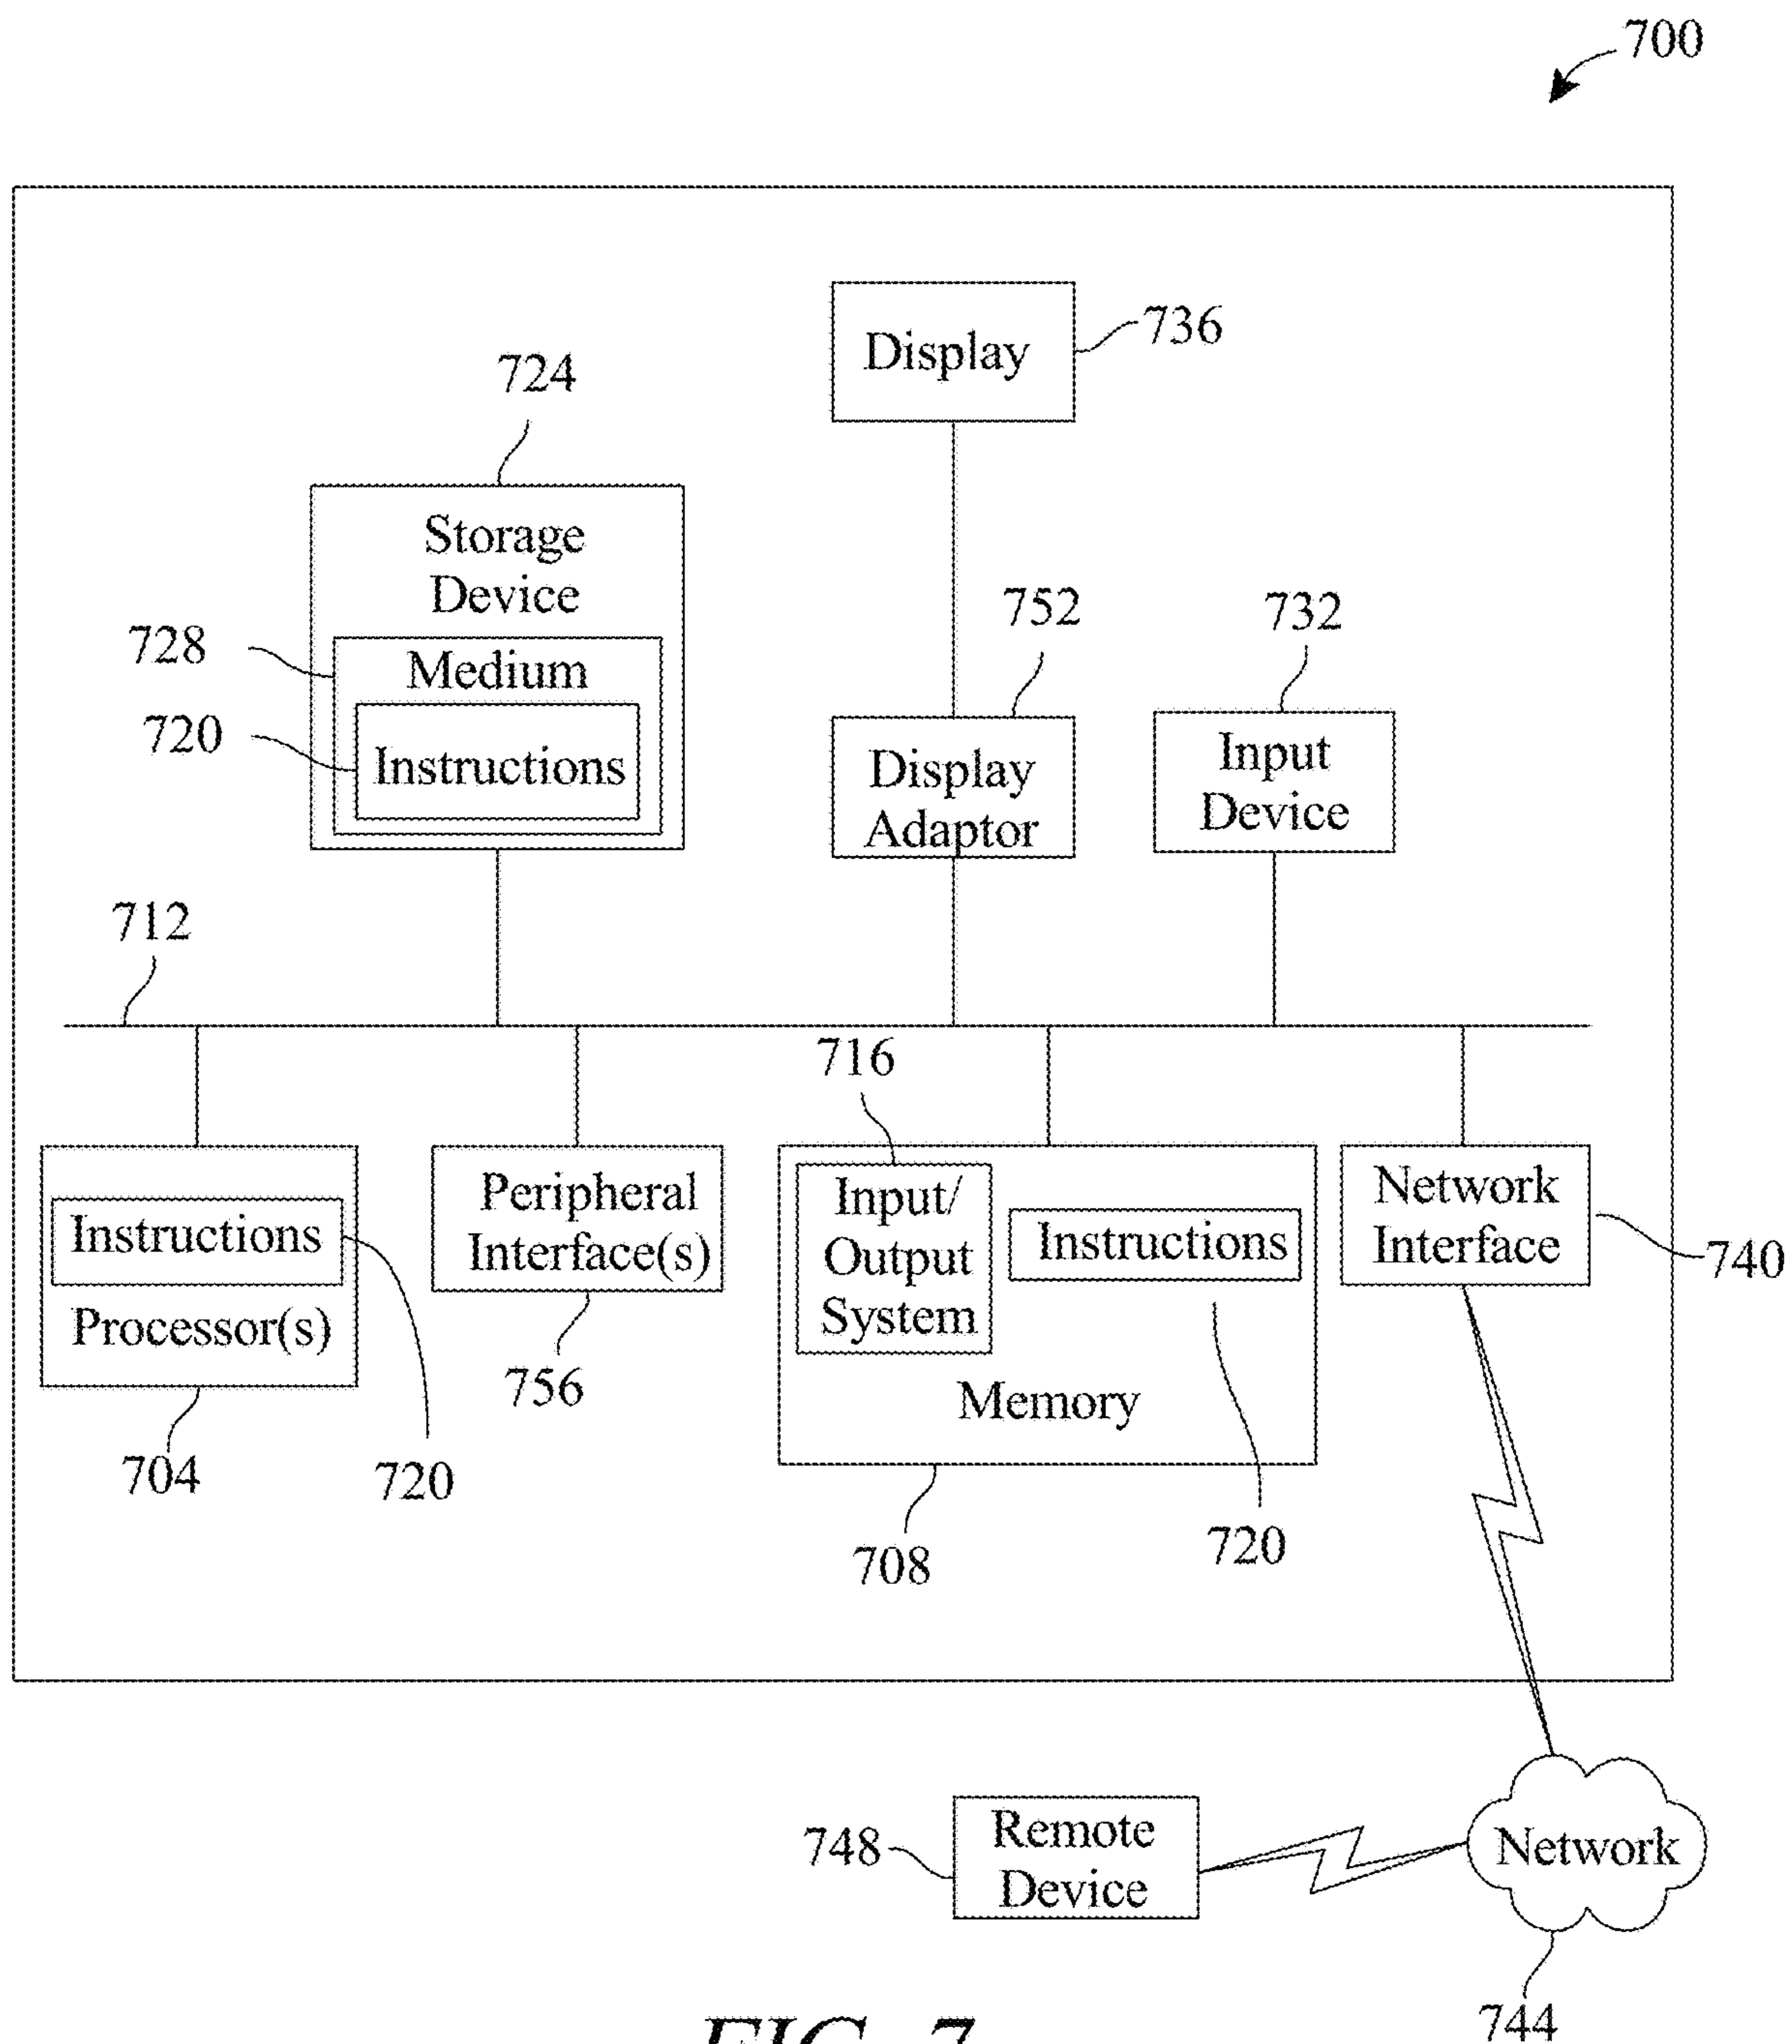 700
Display
736
724
Storage
Device
752
732
728
Medium
720
Instructions
Display
Adaptor
Input
Device
712
716
Instructions
Processor(s)
Peripheral
Interface(s)
Input/
Output
System
Instructions
Memory
Network
Interface
740
756
704
720
708
720
748
Remote
Device
Network
744
FIG. 7